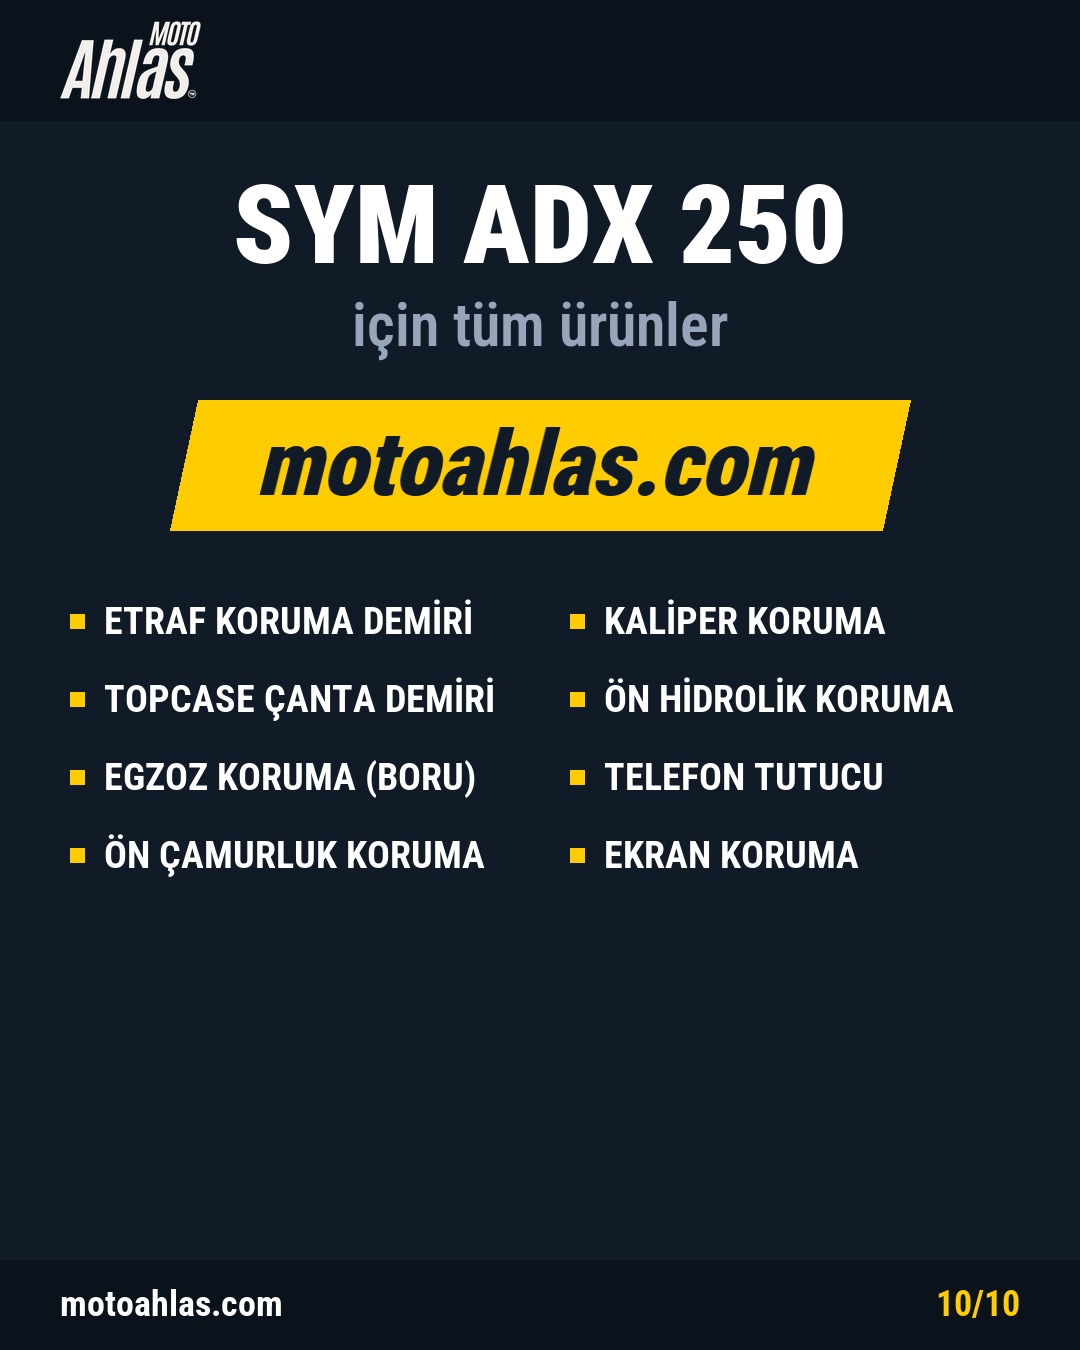 MOTO
Ahlas
TM
SYM ADX 250
için tüm ürünler
motoahlas.com
ETRAF KORUMA DEMİRİ
TOPCASE ÇANTA DEMİRİ
EGZOZ KORUMA (BORU)
ÖN ÇAMURLUK KORUMA
KALİPER KORUMA
ÖN HİDROLİK KORUMA
TELEFON TUTUCU
EKRAN KORUMA
motoahlas.com
10/10